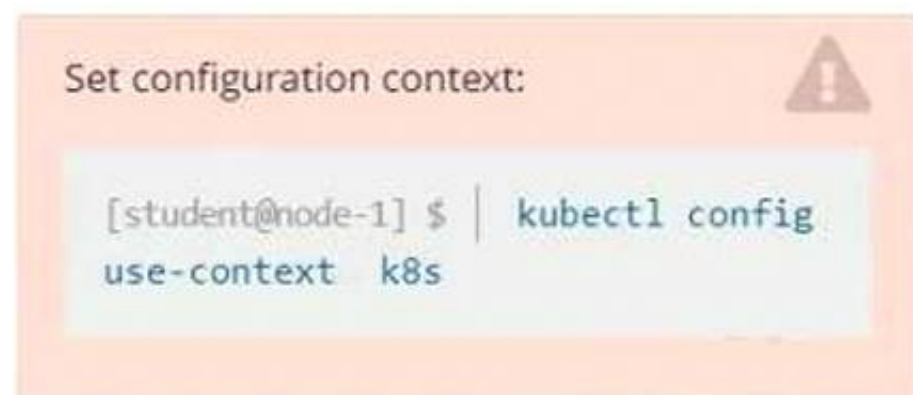 Set configuration context:
[student@node-1] $ | kubectl config
use-context k8s